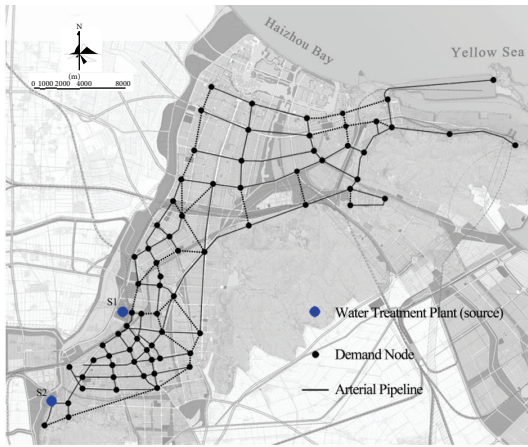 N
(m)
0 1000 2000 4000 8000
Haizhou Bay
Yellow Sea
S1
Water Treatment Plant (source)
Demand Node
S2
Arterial Pipeline